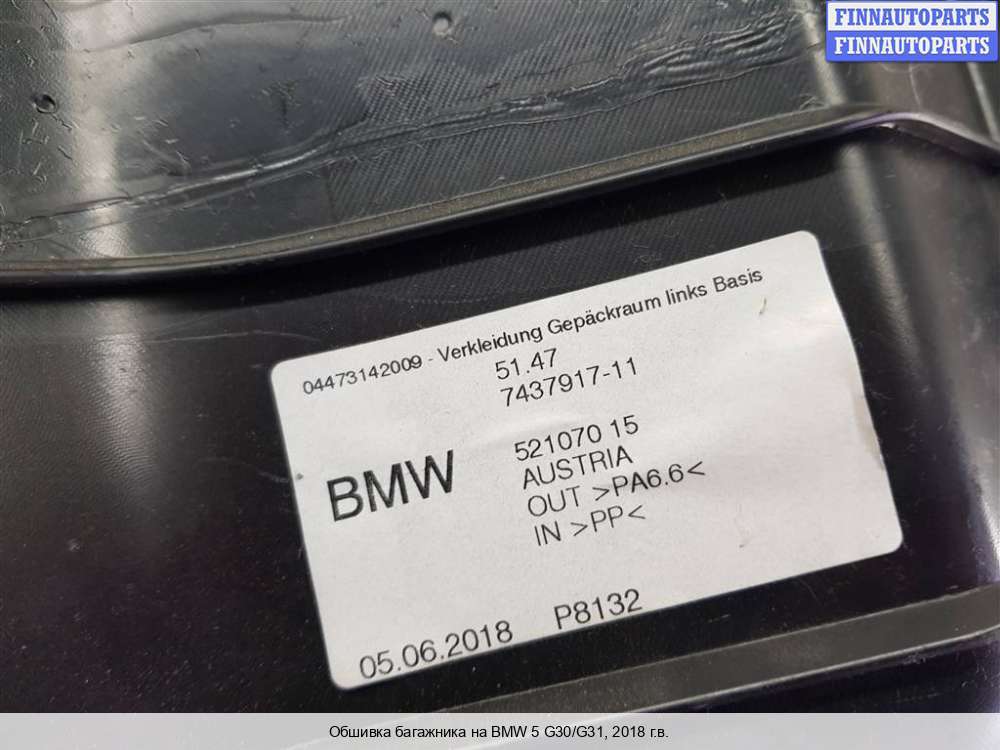 FINNAUTOPARTS
FINNAUTOPARTS
04473142009 - Verkleidung Gepäckraum links Basis
51.47
7437917-11
BMW
521070 15
AUSTRIA
OUT >PA6.6<
IN >PP<
05.06.2018 P8132
Обшивка багажника на BMW 5 G30/G31, 2018 г.в.